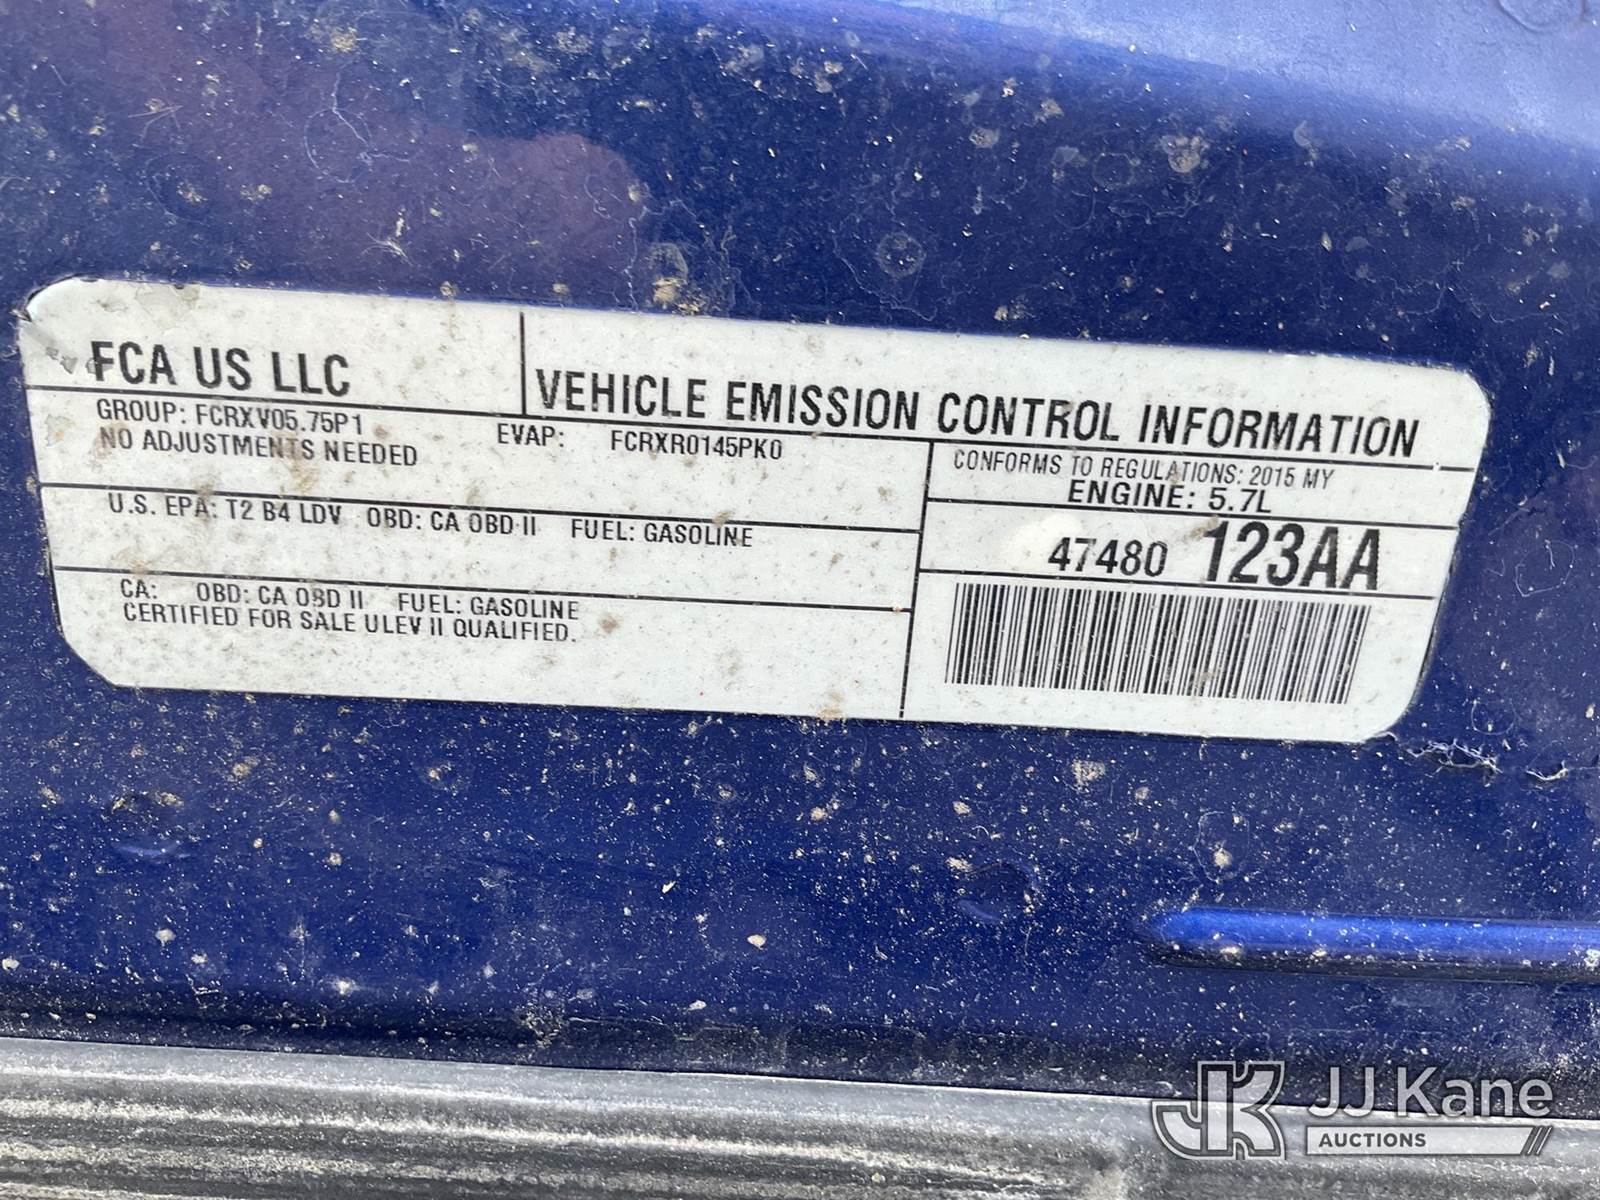 FCA US LLC
VEHICLE EMISSION CONTROL INFORMATION
GROUP: FCRXV05.75P1
EVAP: FCRXR0145PK0
NO ADJUSTMENTS NEEDED
CONFORMS TO REGULATIONS: 2015 MY
ENGINE: 5.7L
U.S. EPA: T2 B4 LDV OBD: CA OBD II FUEL: GASOLINE
47480 123AA
CA: OBD: CA OBD II FUEL: GASOLINE
CERTIFIED FOR SALE ULEV II QUALIFIED.
JK JJ Kane
AUCTIONS